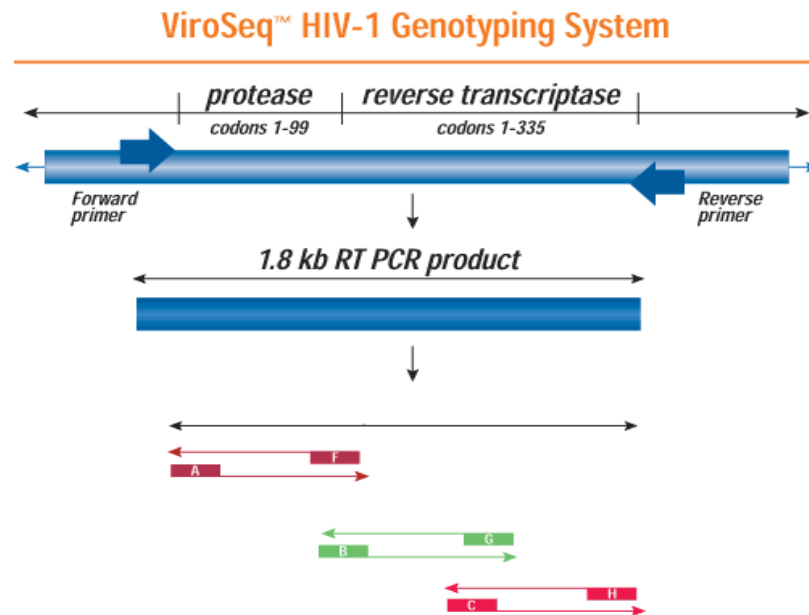 ViroSeq™ HIV-1 Genotyping System
protease reverse transcriptase
codons 1-99 codons 1-335
Forward primer
Reverse primer
1.8 kb RT PCR product
F
A
G
B
H
C